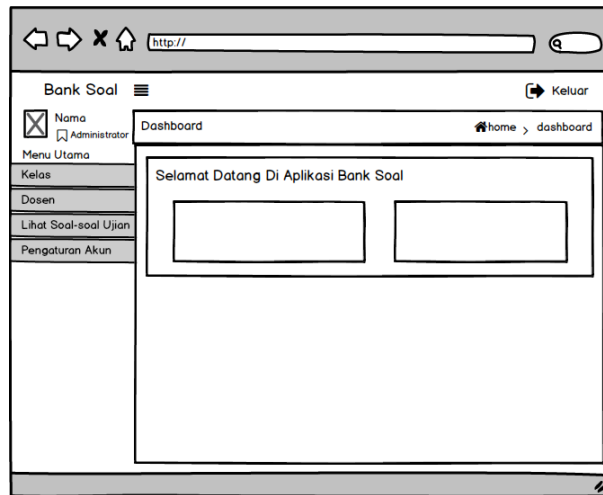 http://
Bank Soal
Keluar
Nama
Administrator
Menu Utama
Kelas
Dosen
Lihat Soal-soal Ujian
Pengaturan Akun
Dashboard
home > dashboard
Selamat Datang Di Aplikasi Bank Soal